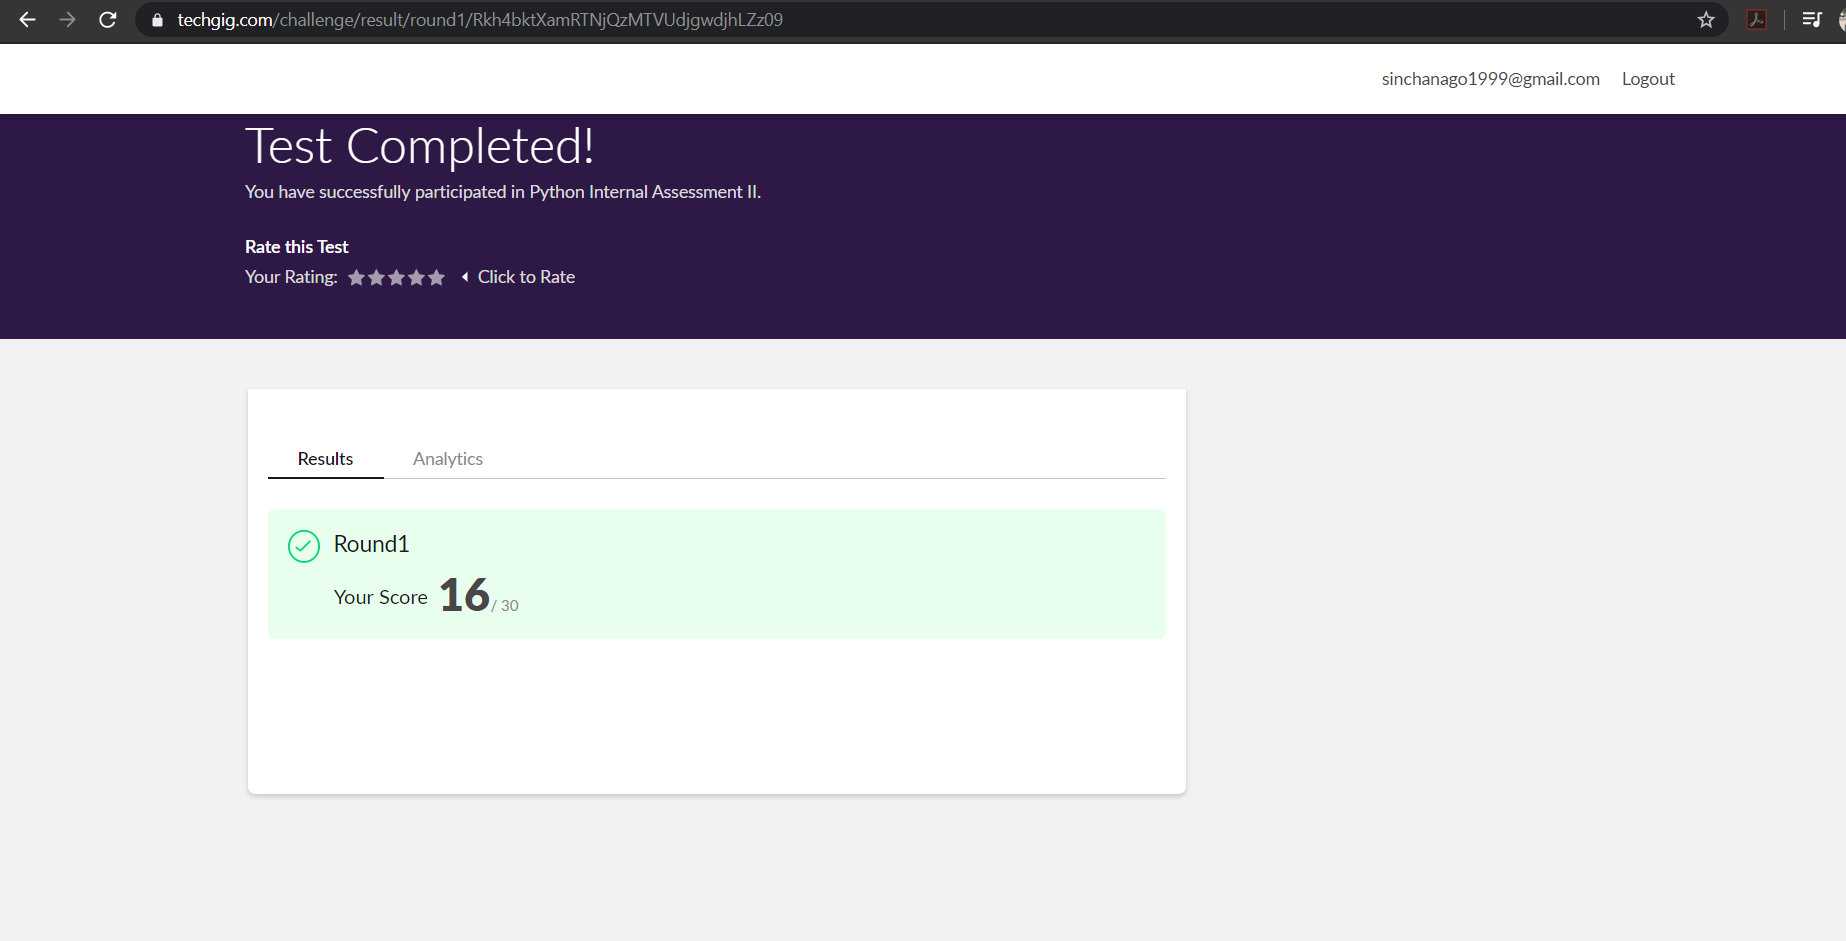 techgig.com/challenge/result/round1/Rkh4bktXamRTNjQzMTVUdjgwdjhLZz09
sinchanago1999@gmail.com Logout
Test Completed!
You have successfully participated in Python Internal Assessment II.
Rate this Test
Your Rating: Click to Rate
Results Analytics
Round1
Your Score 16 / 30